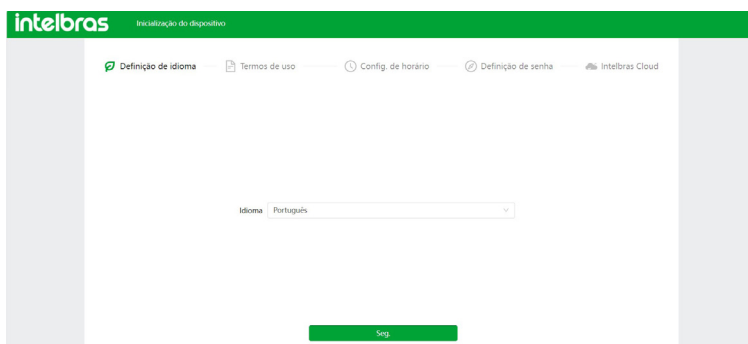 intelbras Inicialização do dispositivo
Definição de idioma Termos de uso Config. de horário Definição de senha Intelbras Cloud
Idioma Português
Seg.